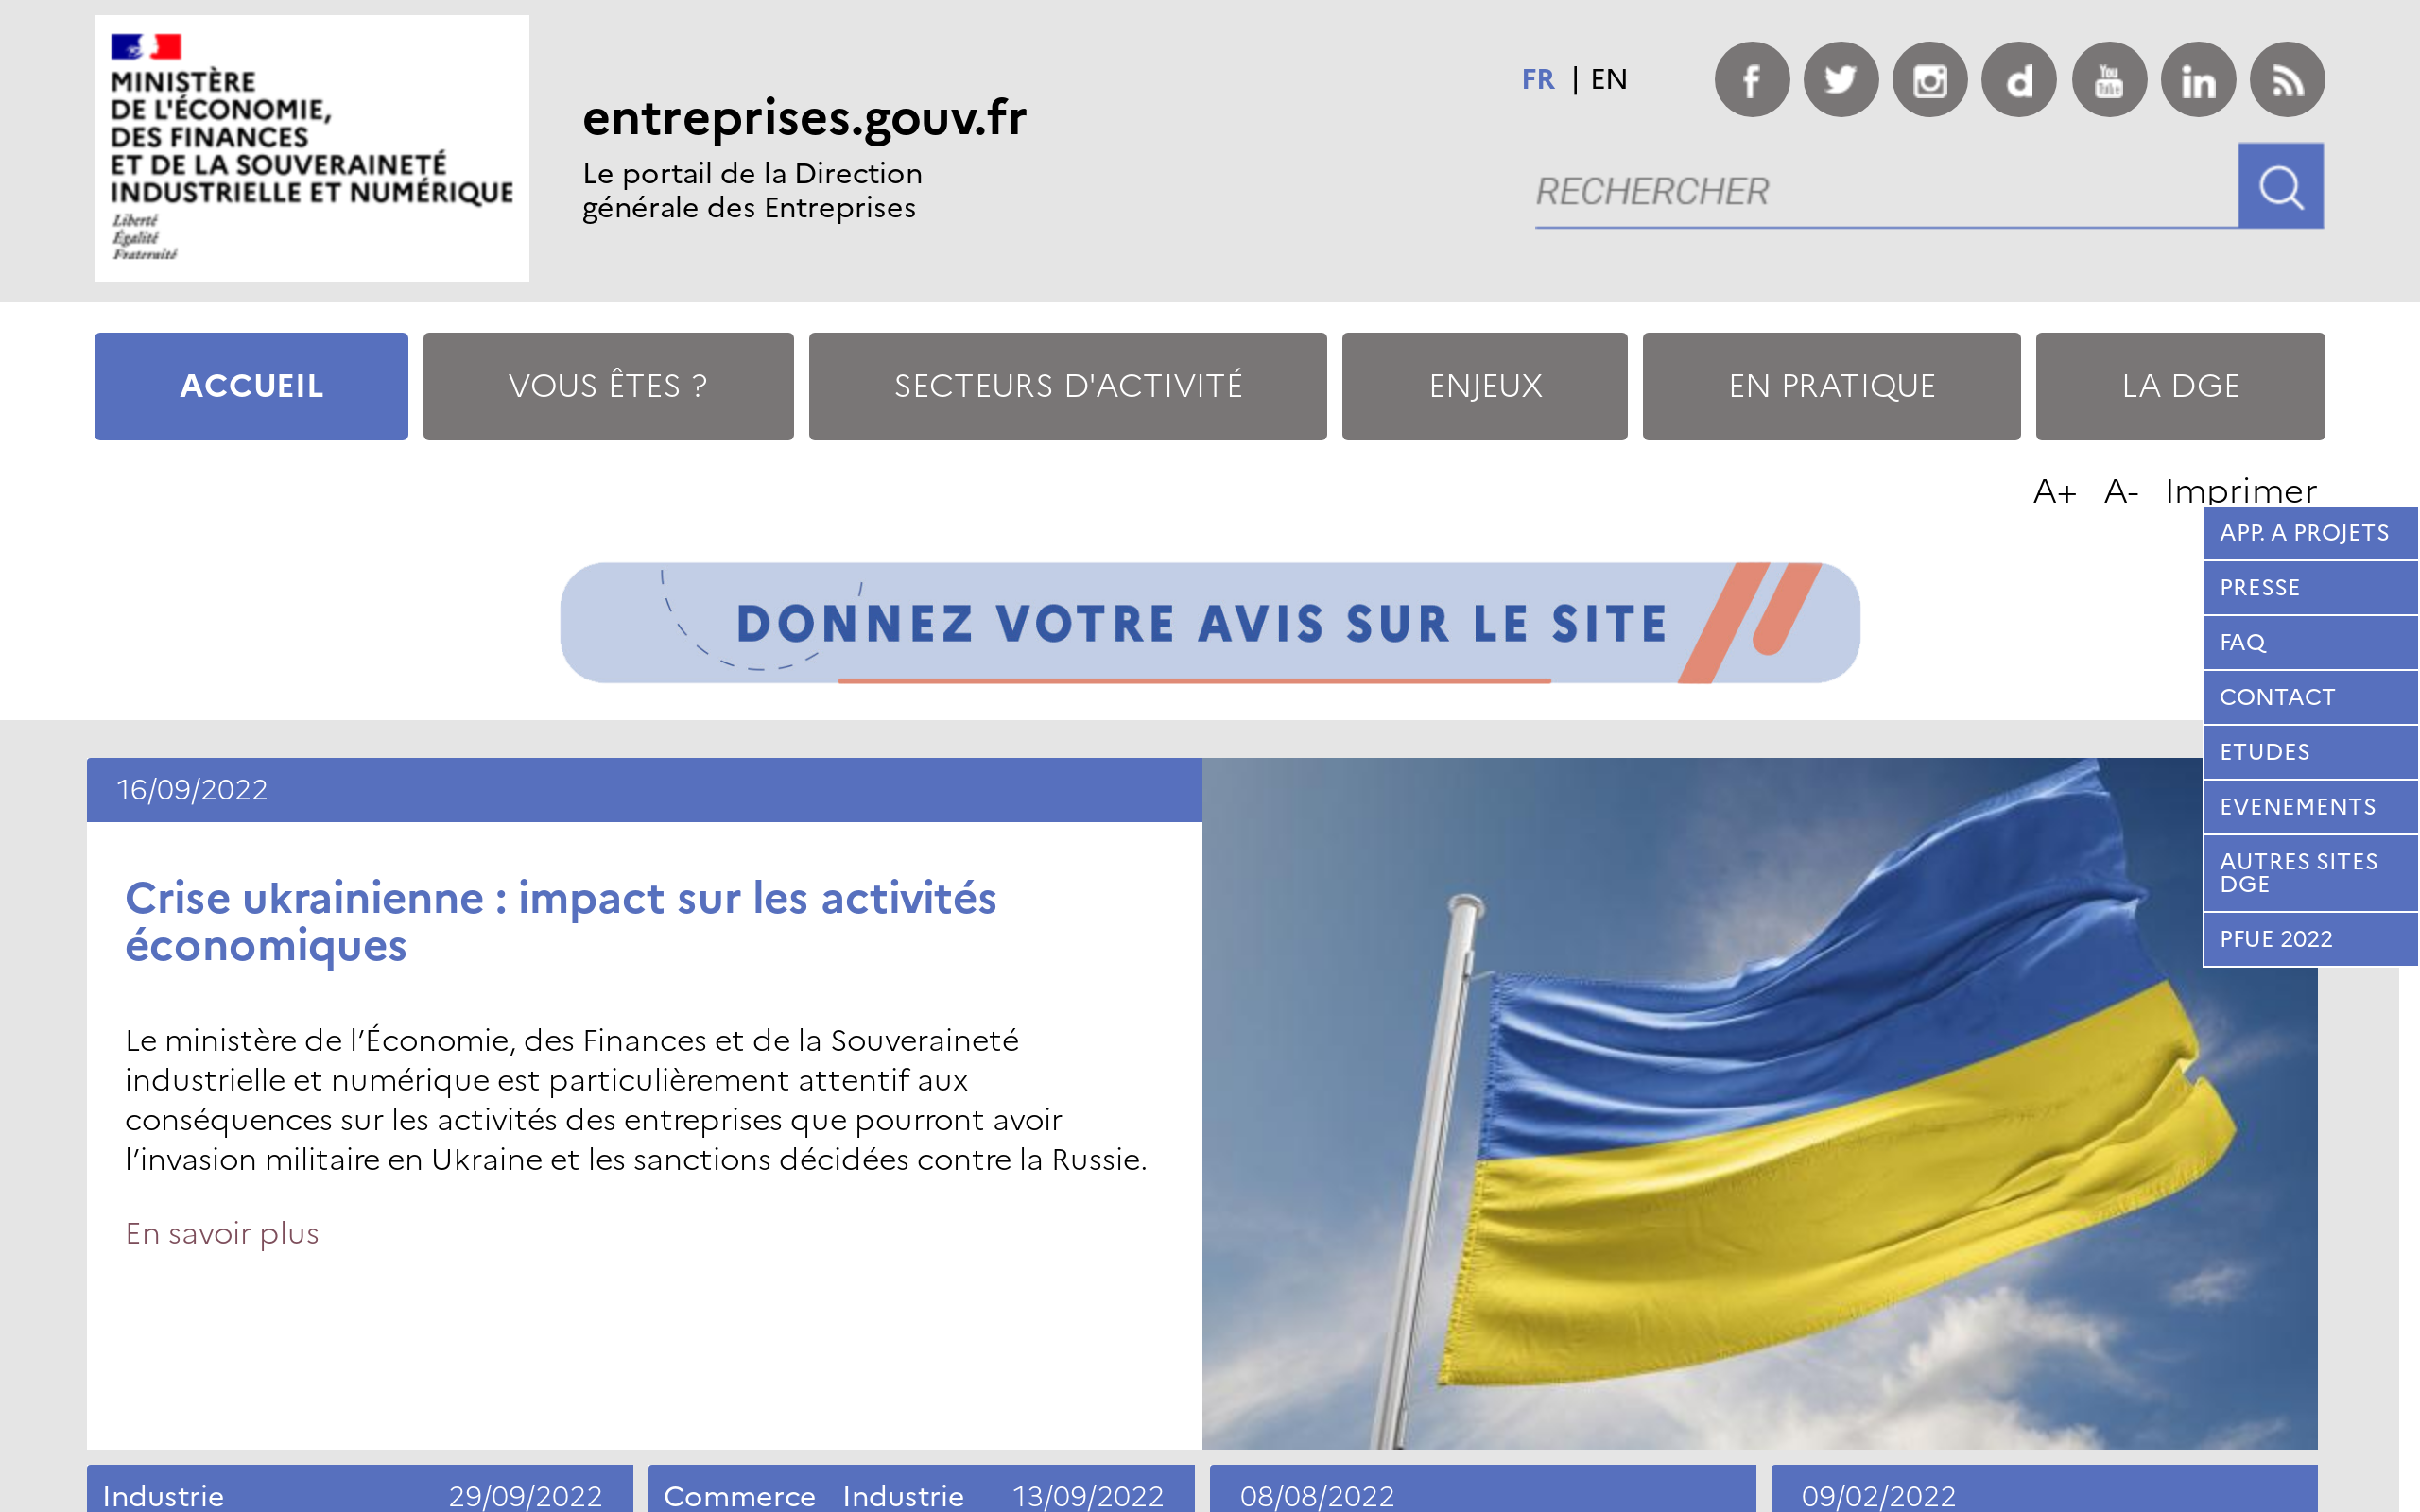 MINISTÈRE
DE L'ÉCONOMIE,
DES FINANCES
ET DE LA SOUVERAINETÉ
INDUSTRIELLE ET NUMÉRIQUE
Liberté
Égalité
Fraternité
entreprises.gouv.fr
Le portail de la Direction
générale des Entreprises
FR | EN
RECHERCHER
ACCUEIL
VOUS ÊTES ?
SECTEURS D'ACTIVITÉ
ENJEUX
EN PRATIQUE
LA DGE
A+ A- Imprimer
APP. A PROJETS
PRESSE
FAQ
CONTACT
ETUDES
EVENEMENTS
AUTRES SITES
DGE
PFUE 2022
DONNEZ VOTRE AVIS SUR LE SITE
16/09/2022
Crise ukrainienne : impact sur les activités
économiques
Le ministère de l’Économie, des Finances et de la Souveraineté
industrielle et numérique est particulièrement attentif aux
conséquences sur les activités des entreprises que pourront avoir
l’invasion militaire en Ukraine et les sanctions décidées contre la Russie.
En savoir plus
Industrie 29/09/2022
Commerce Industrie 13/09/2022
08/08/2022
09/02/2022